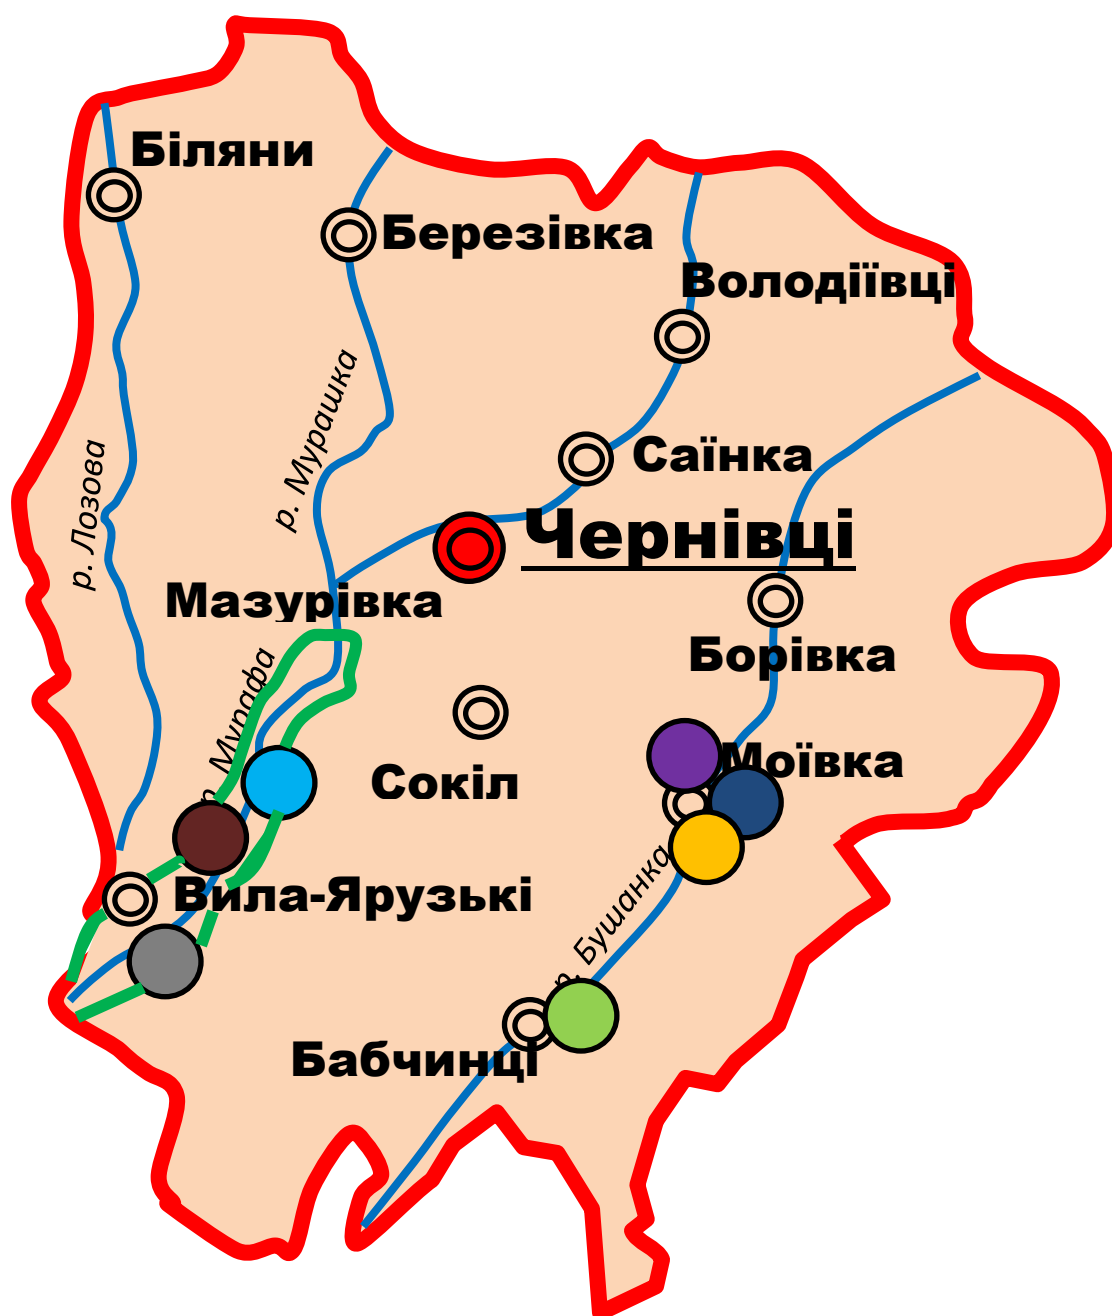 Біляни
Березівка
Володіївці
р. Мурашка
р. Лозова
Саїнка
Чернівці
Мазурівка
Борівка
р. Мурафа
Моївка
Сокіл
Вила-Ярузькі
р. Бушанка
Бабчинці